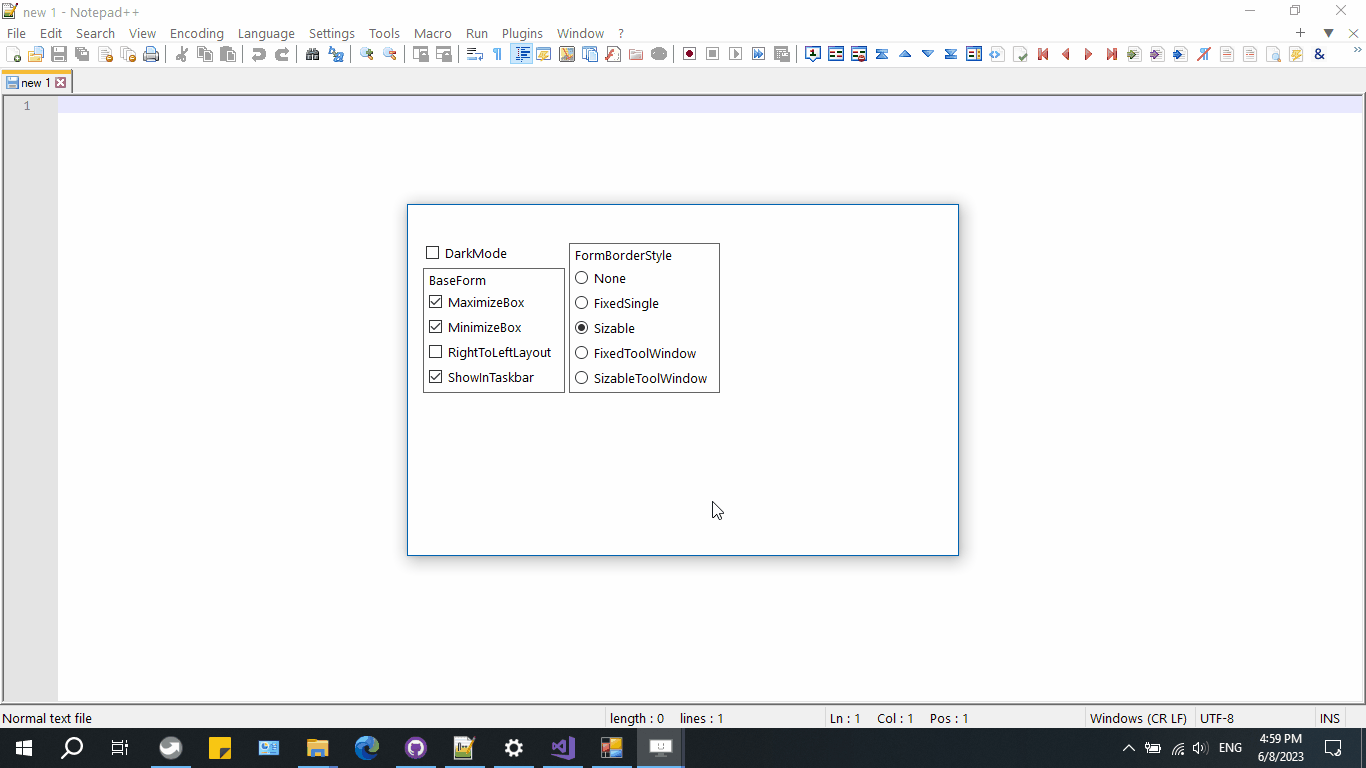 new 1 - Notepad++
File Edit Search View Encoding Language Settings Tools Macro Run Plugins Window ?
new 1
1
DarkMode
BaseForm
MaximizeBox
MinimizeBox
RightToLeftLayout
ShowInTaskbar
FormBorderStyle
None
FixedSingle
Sizable
FixedToolWindow
SizableToolWindow
Normal text file length : 0 lines : 1 Ln : 1 Col : 1 Pos : 1 Windows (CR LF) UTF-8 INS
ENG
4:59 PM
6/8/2023